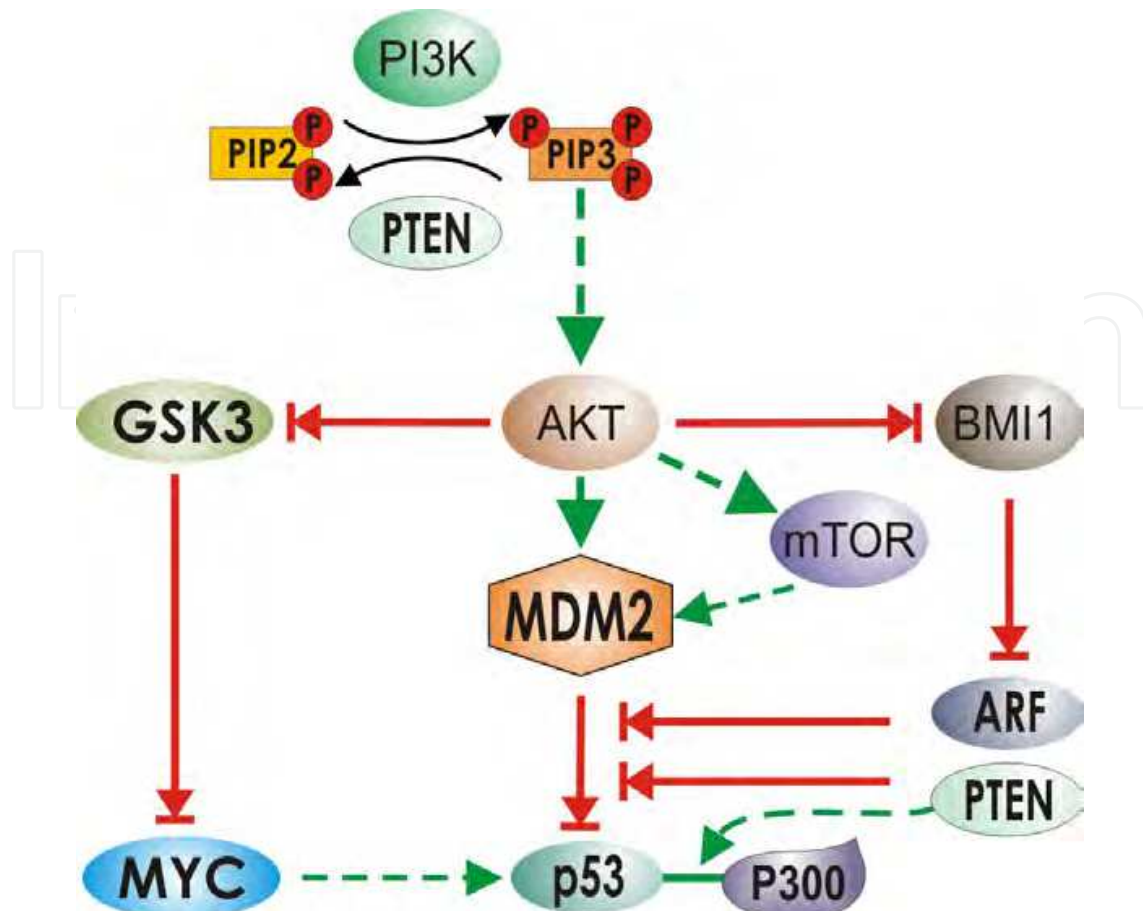 PI3K
P
P
P
PIP2
PIP3
P
P
PTEN
GSK3
AKT
BMI1
mTOR
MDM2
ARF
PTEN
MYC
p53
P300